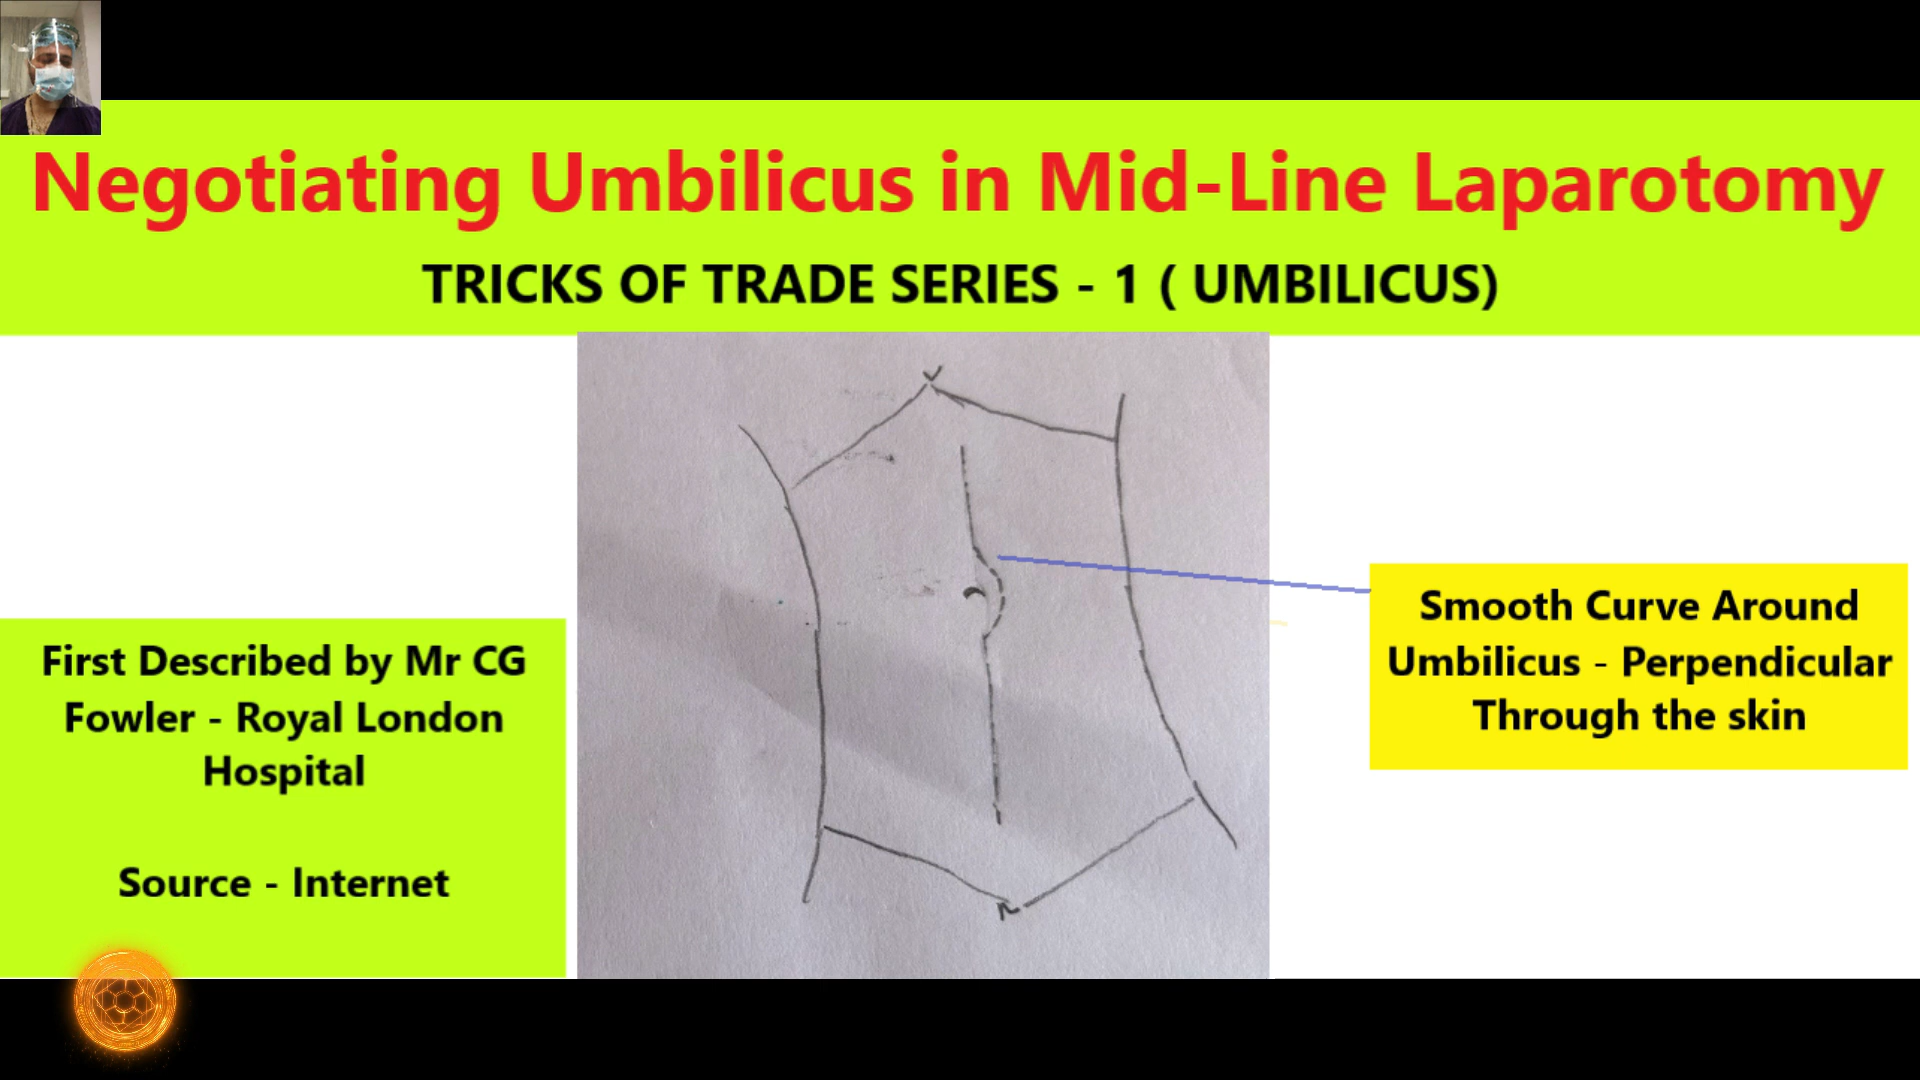 Negotiating Umbilicus in Mid-Line Laparotomy
TRICKS OF TRADE SERIES - 1 ( UMBILICUS)
First Described by Mr CG
Fowler - Royal London
Hospital
Source - Internet
Smooth Curve Around
Umbilicus - Perpendicular
Through the skin